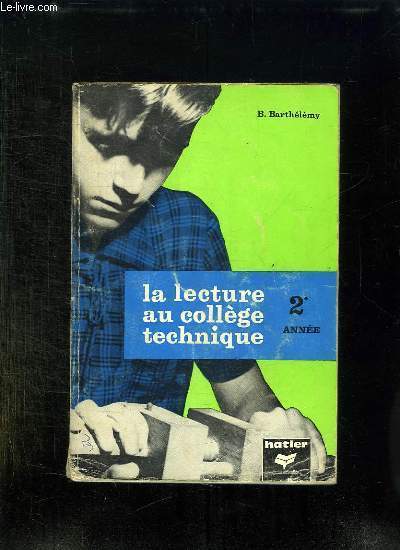 Le-livre.com
B. Barthélémy
la lecture
au collège
technique
2e
ANNÉE
hatier